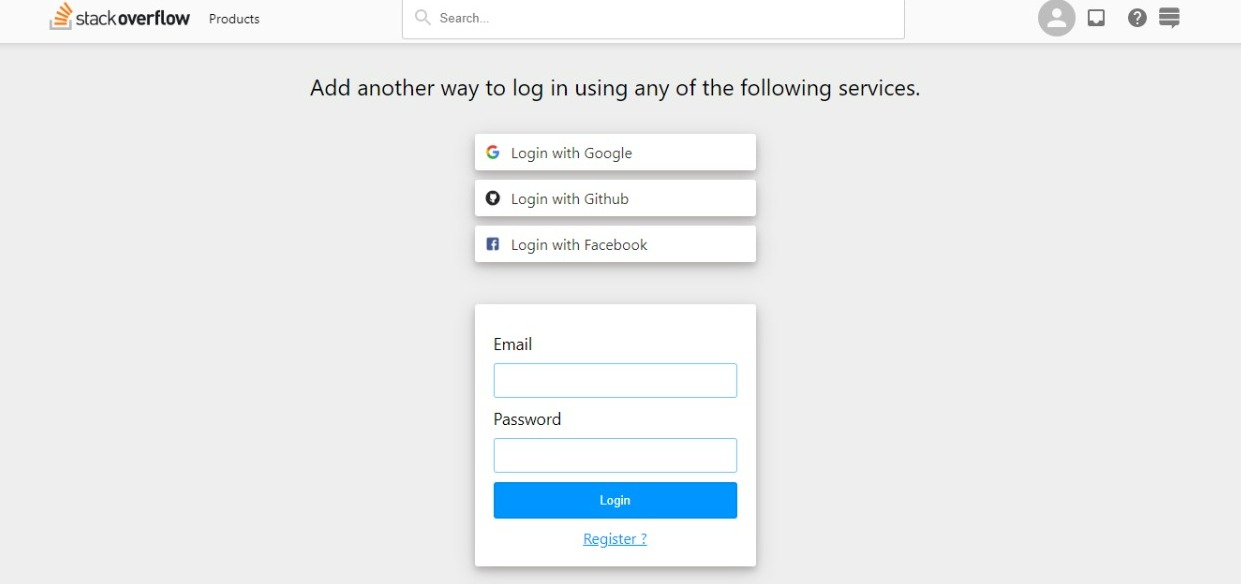 stackoverflow Products Search...
Add another way to log in using any of the following services.
Login with Google
Login with Github
Login with Facebook
Email
Password
Login
Register ?